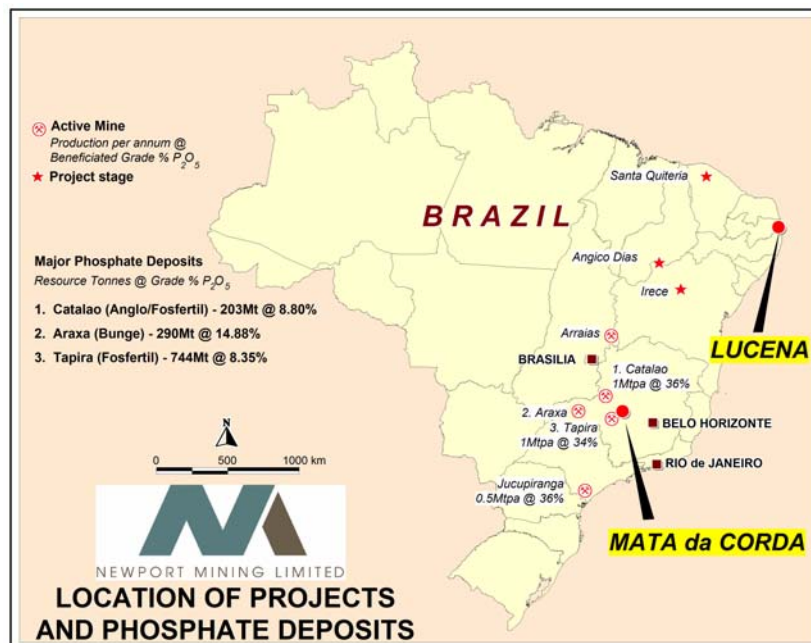 Active Mine
Production per annum @
Beneficiated Grade % P2O5
Project stage
Major Phosphate Deposits
Resource Tonnes @ Grade % P2O5
1. Catalao (Anglo/Fosfertil) - 203Mt @ 8.80%
2. Araxa (Bunge) - 290Mt @ 14.88%
3. Tapira (Fosfertil) - 744Mt @ 8.35%
BRAZIL
Santa Quiteria
Angico Dias
Irece
LUCENA
Arraias
BRASILIA
1. Catalao
1Mtpa @ 36%
2. Araxa
3. Tapira
1Mtpa @ 34%
BELO HORIZONTE
RIO de JANEIRO
Jucupiranga
0.5Mtpa @ 36%
MATA da CORDA
N
0 500 1000 km
NEWPORT MINING LIMITED
LOCATION OF PROJECTS
AND PHOSPHATE DEPOSITS